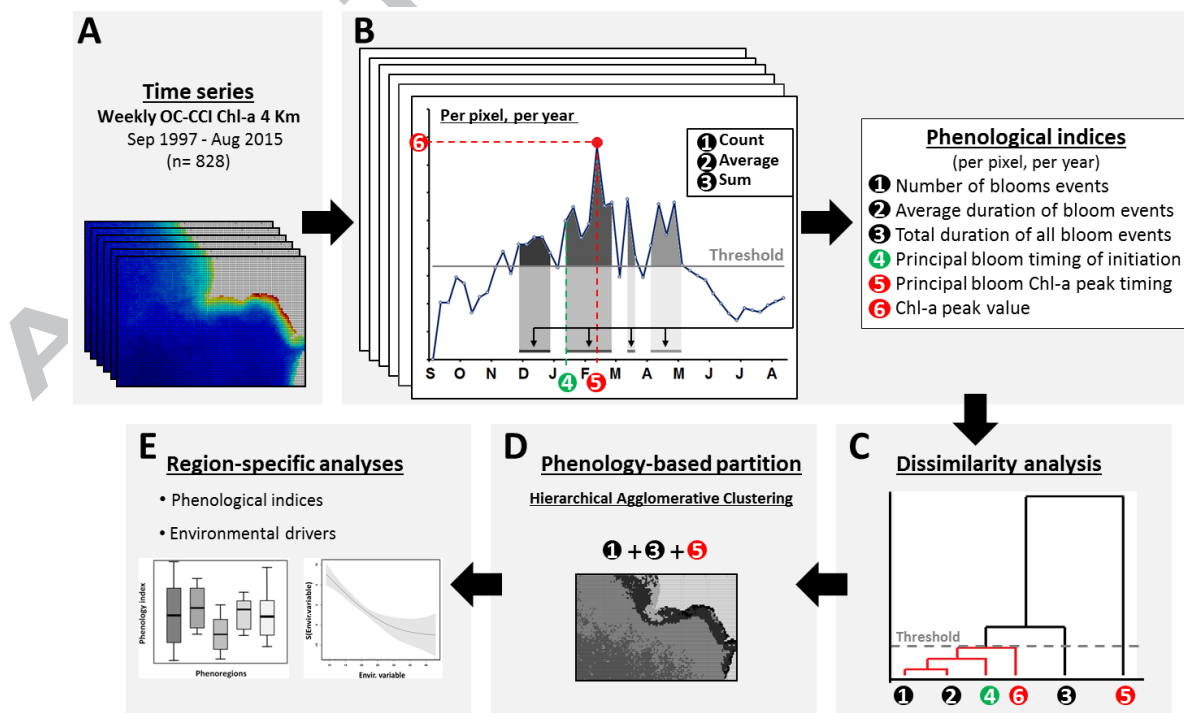 A
Time series
Weekly OC-CCI Chl-a 4 Km
Sep 1997 - Aug 2015
(n= 828)
B
Per pixel, per year
6
1 Count
2 Average
3 Sum
Threshold
S O N D J F M A M J J A
4 5
Phenological indices
(per pixel, per year)
1 Number of blooms events
2 Average duration of bloom events
3 Total duration of all bloom events
4 Principal bloom timing of initiation
5 Principal bloom Chl-a peak timing
6 Chl-a peak value
C
Dissimilarity analysis
Threshold
1 2 4 6 3 5
D
Phenology-based partition
Hierarchical Agglomerative Clustering
1 + 3 + 5
E
Region-specific analyses
• Phenological indices
• Environmental drivers
Phenology index
Phenoregions
S(Envir.variable)
Envir. variable
A